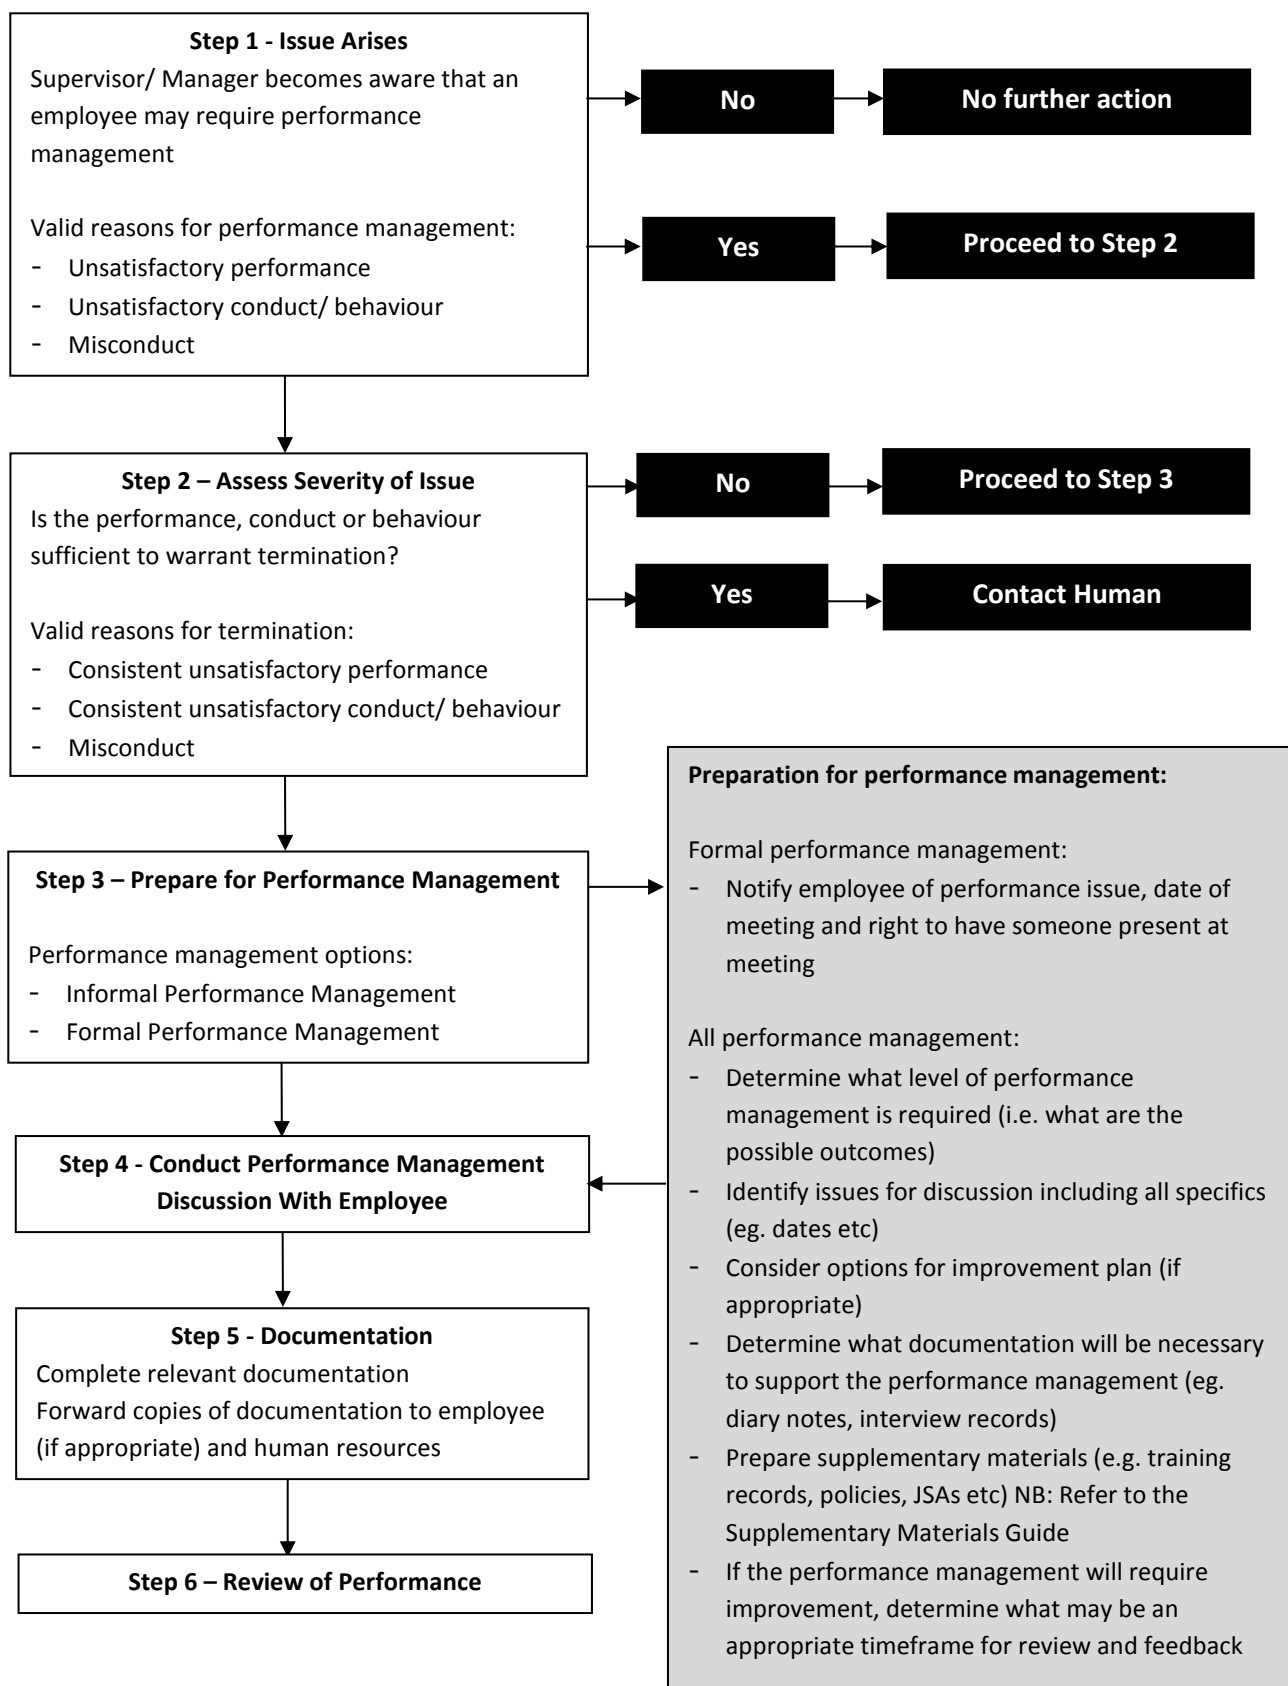 Step 1 - Issue Arises
Supervisor/ Manager becomes aware that an
employee may require performance
management
Valid reasons for performance management:
- Unsatisfactory performance
- Unsatisfactory conduct/ behaviour
- Misconduct
No
No further action
Yes
Proceed to Step 2
Step 2 – Assess Severity of Issue
Is the performance, conduct or behaviour
sufficient to warrant termination?
Valid reasons for termination:
- Consistent unsatisfactory performance
- Consistent unsatisfactory conduct/ behaviour
- Misconduct
No
Proceed to Step 3
Yes
Contact Human
Step 3 – Prepare for Performance Management
Performance management options:
- Informal Performance Management
- Formal Performance Management
Preparation for performance management:
Formal performance management:
- Notify employee of performance issue, date of
meeting and right to have someone present at
meeting
All performance management:
- Determine what level of performance
management is required (i.e. what are the
possible outcomes)
- Identify issues for discussion including all specifics
(eg. dates etc)
- Consider options for improvement plan (if
appropriate)
- Determine what documentation will be necessary
to support the performance management (eg.
diary notes, interview records)
- Prepare supplementary materials (e.g. training
records, policies, JSAs etc) NB: Refer to the
Supplementary Materials Guide
- If the performance management will require
improvement, determine what may be an
appropriate timeframe for review and feedback
Step 4 - Conduct Performance Management
Discussion With Employee
Step 5 - Documentation
Complete relevant documentation
Forward copies of documentation to employee
(if appropriate) and human resources
Step 6 – Review of Performance